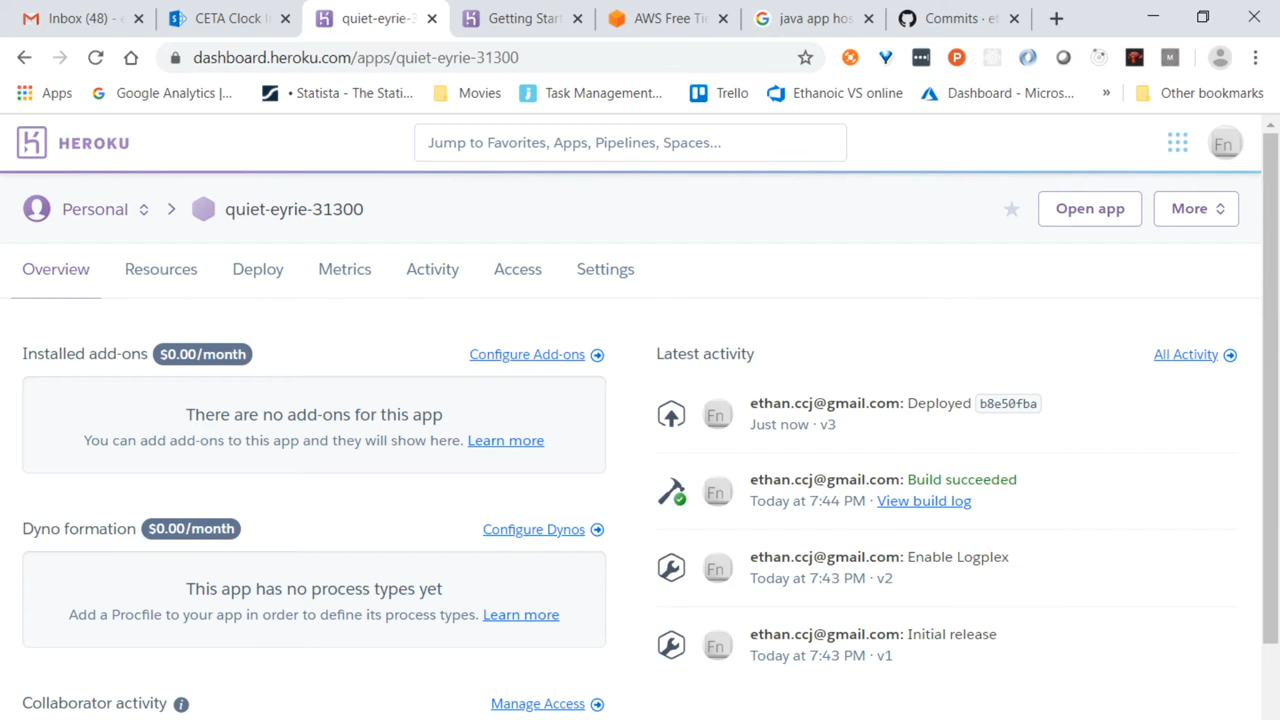 Inbox (48) - e
CETA Clock I
quiet-eyrie-3
Getting Star
AWS Free Ti
java app hos
Commits · et
dashboard.heroku.com/apps/quiet-eyrie-31300
Apps
Google Analytics |...
• Statista - The Stati...
Movies
Task Management...
Trello
Ethanoic VS online
Dashboard - Micros...
»
Other bookmarks
HEROKU
Jump to Favorites, Apps, Pipelines, Spaces...
Fn
Personal
quiet-eyrie-31300
Open app
More
Overview
Resources
Deploy
Metrics
Activity
Access
Settings
Installed add-ons $0.00/month
Configure Add-ons
There are no add-ons for this app
You can add add-ons to this app and they will show here. Learn more
Dyno formation $0.00/month
Configure Dynos
This app has no process types yet
Add a Procfile to your app in order to define its process types. Learn more
Collaborator activity i
Manage Access
Latest activity
All Activity
Fn
ethan.ccj@gmail.com: Deployed b8e50fba
Just now · v3
Fn
ethan.ccj@gmail.com: Build succeeded
Today at 7:44 PM · View build log
Fn
ethan.ccj@gmail.com: Enable Logplex
Today at 7:43 PM · v2
Fn
ethan.ccj@gmail.com: Initial release
Today at 7:43 PM · v1